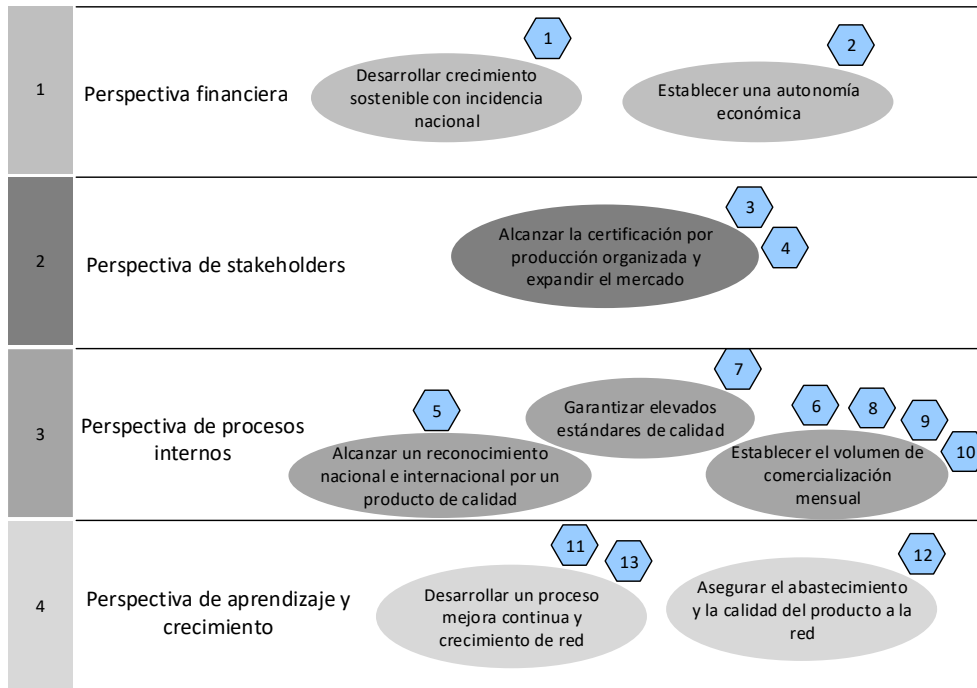 1
Perspectiva financiera
1
Desarrollar crecimiento
sostenible con incidencia
nacional
2
Establecer una autonomía
económica
2
Perspectiva de stakeholders
3
4
Alcanzar la certificación por
producción organizada y
expandir el mercado
3
Perspectiva de procesos
internos
5
Alcanzar un reconocimiento
nacional e internacional por un
producto de calidad
7
Garantizar elevados
estándares de calidad
6
8
9
10
Establecer el volumen de
comercialización
mensual
4
Perspectiva de aprendizaje y
crecimiento
11
13
Desarrollar un proceso
mejora continua y
crecimiento de red
12
Asegurar el abastecimiento
y la calidad del producto a la
red